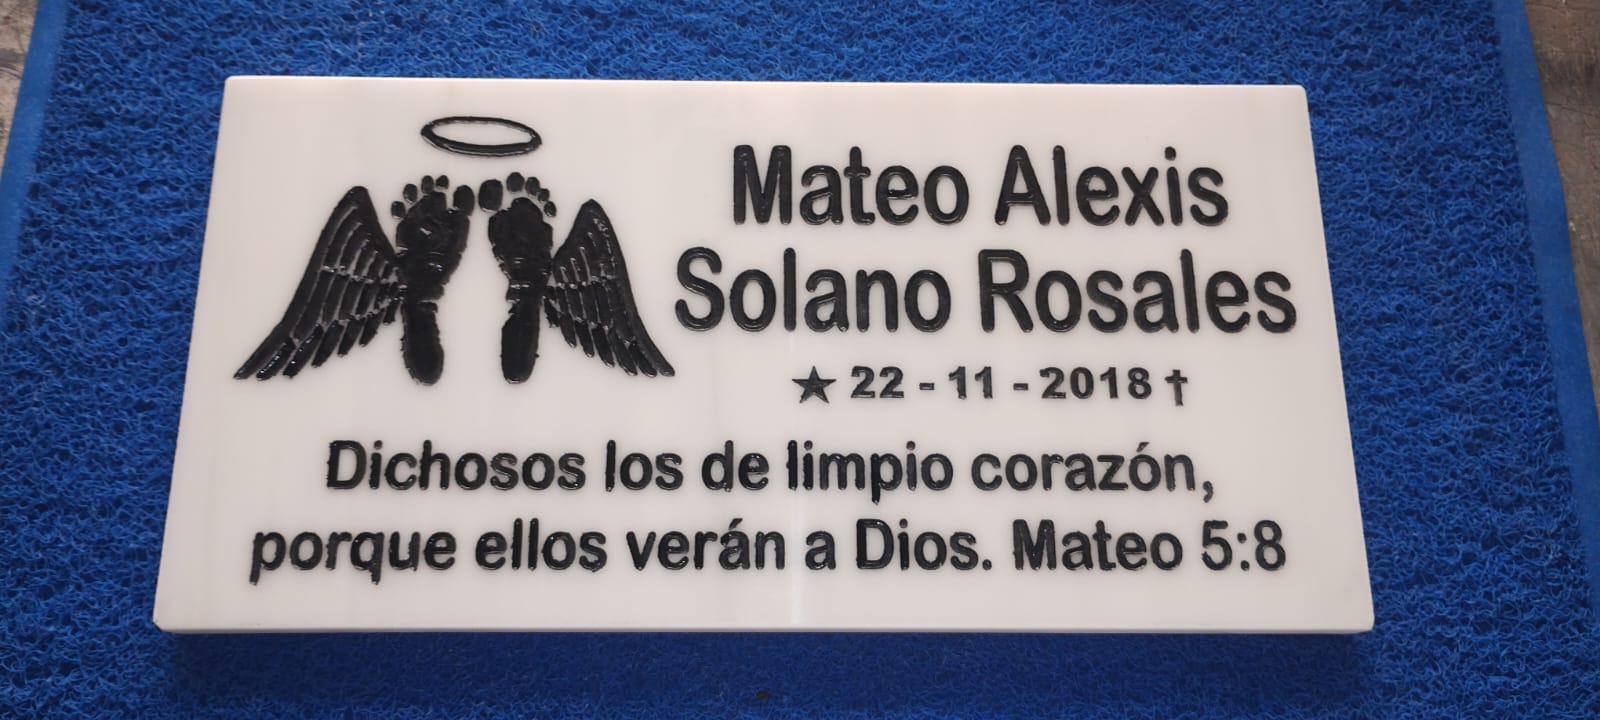 Mateo Alexis
Solano Rosales
★ 22 - 11 - 2018 †
Dichosos los de limpio corazón,
porque ellos verán a Dios. Mateo 5:8